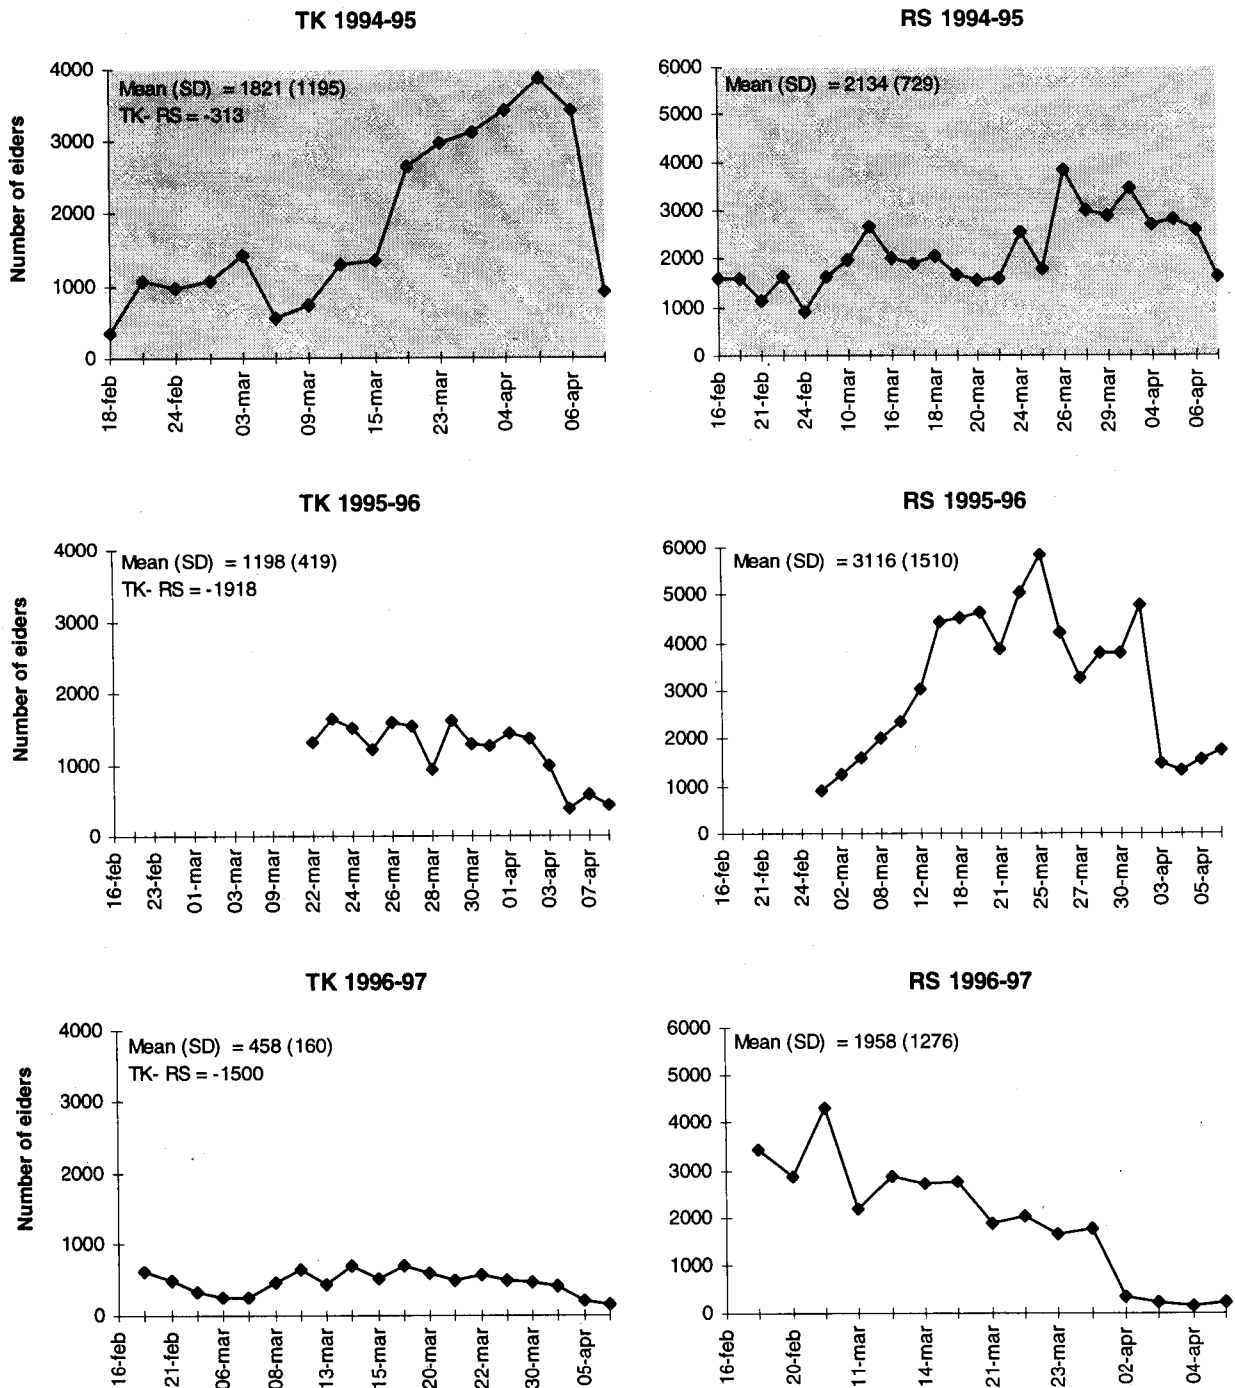 TK 1994-95
RS 1994-95
Number of eiders
4000
3000
2000
1000
0
Mean (SD) = 1821 (1195)
TK- RS = -313
18-feb
24-feb
03-mar
09-mar
15-mar
23-mar
04-apr
06-apr
6000
5000
4000
3000
2000
1000
0
Mean (SD) = 2134 (729)
16-feb
21-feb
24-feb
10-mar
16-mar
18-mar
20-mar
24-mar
26-mar
29-mar
04-apr
06-apr
TK 1995-96
RS 1995-96
Number of eiders
4000
3000
2000
1000
0
Mean (SD) = 1198 (419)
TK- RS = -1918
16-feb
23-feb
01-mar
03-mar
09-mar
22-mar
24-mar
26-mar
28-mar
30-mar
01-apr
03-apr
07-apr
6000
5000
4000
3000
2000
1000
0
Mean (SD) = 3116 (1510)
16-feb
21-feb
24-feb
02-mar
08-mar
12-mar
18-mar
21-mar
25-mar
27-mar
30-mar
03-apr
05-apr
TK 1996-97
RS 1996-97
Number of eiders
4000
3000
2000
1000
0
Mean (SD) = 458 (160)
TK- RS = -1500
16-feb
21-feb
06-mar
08-mar
13-mar
15-mar
20-mar
22-mar
30-mar
05-apr
6000
5000
4000
3000
2000
1000
0
Mean (SD) = 1958 (1276)
16-feb
20-feb
11-mar
14-mar
21-mar
23-mar
02-apr
04-apr